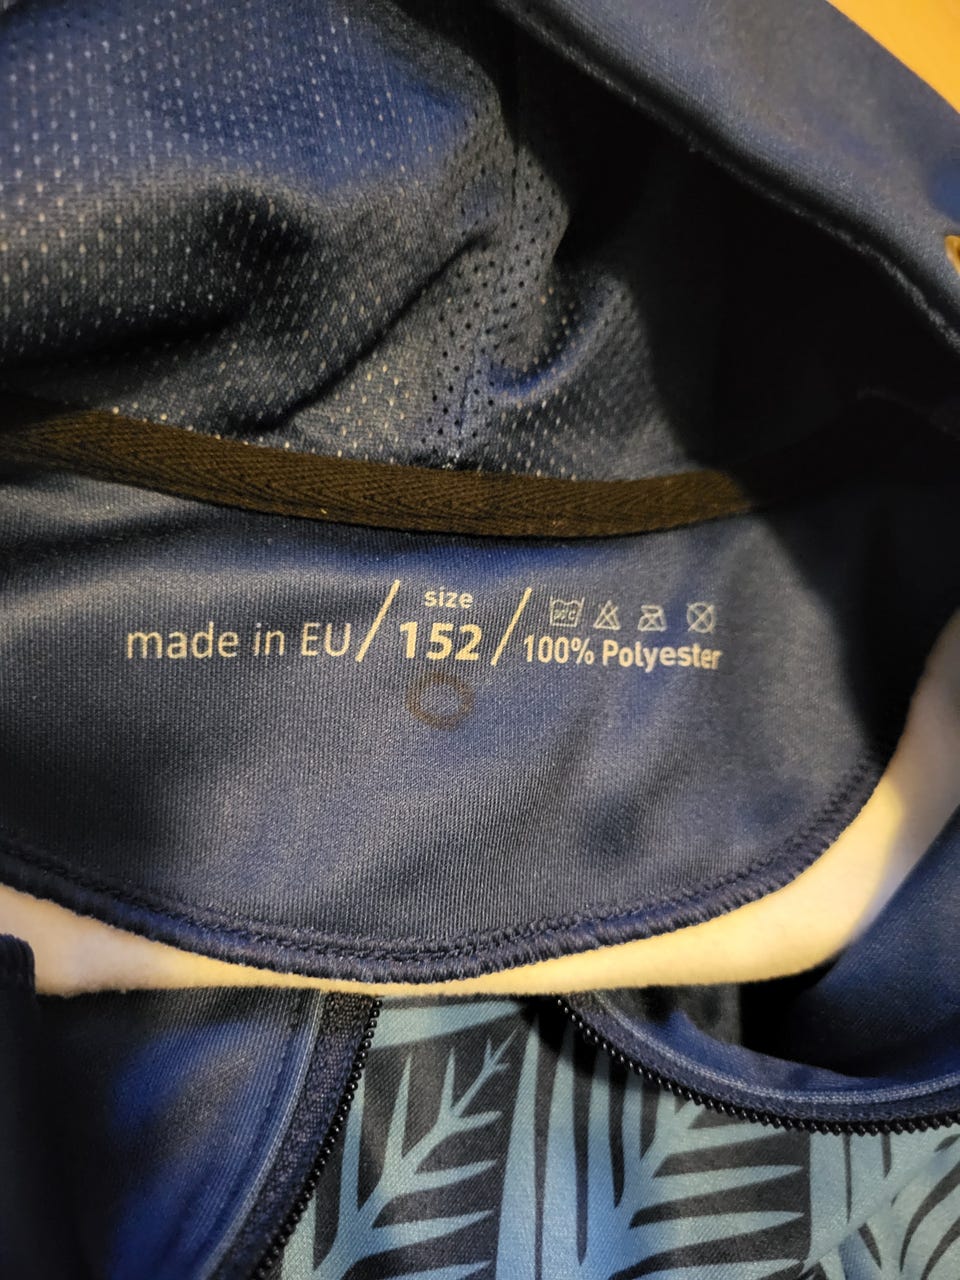 made in EU / size 152 /
100% Polyester